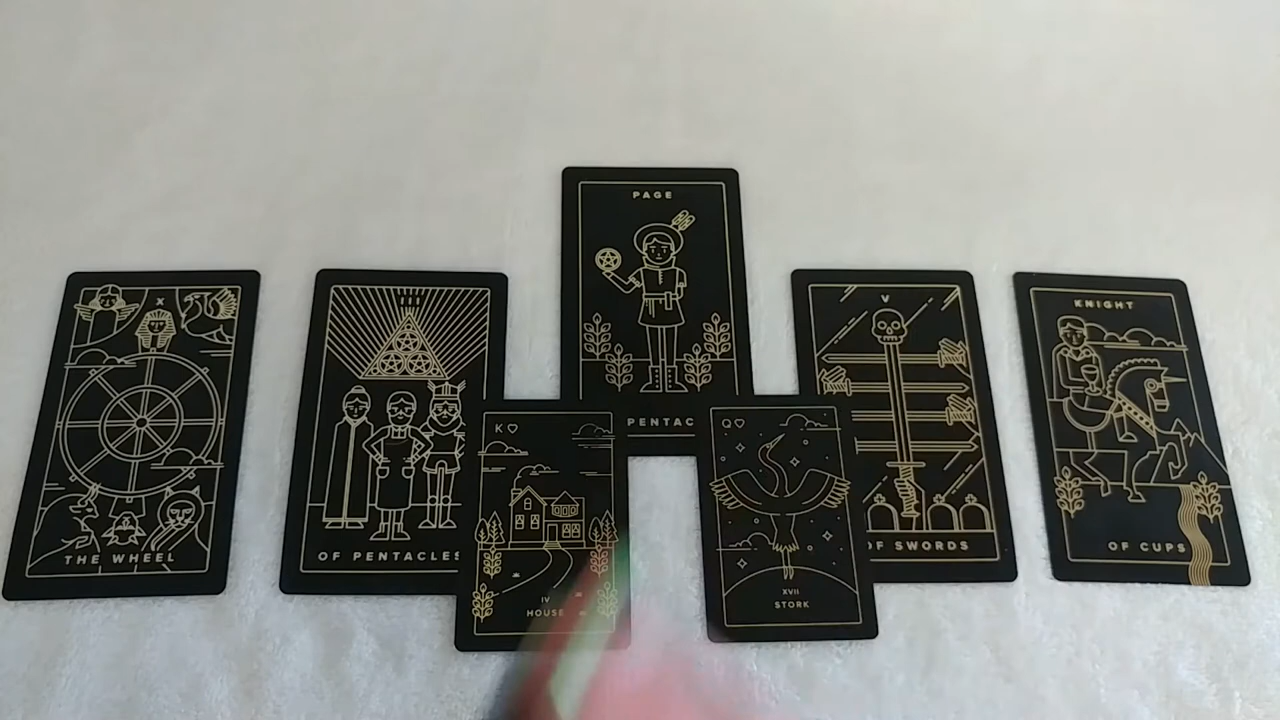 X
THE WHEEL
III
OF PENTACLES
PAGE
PENTAC
V
OF SWORDS
KNIGHT
OF CUPS
K♡
IV
HOUSE
Q♡
XVII
STORK